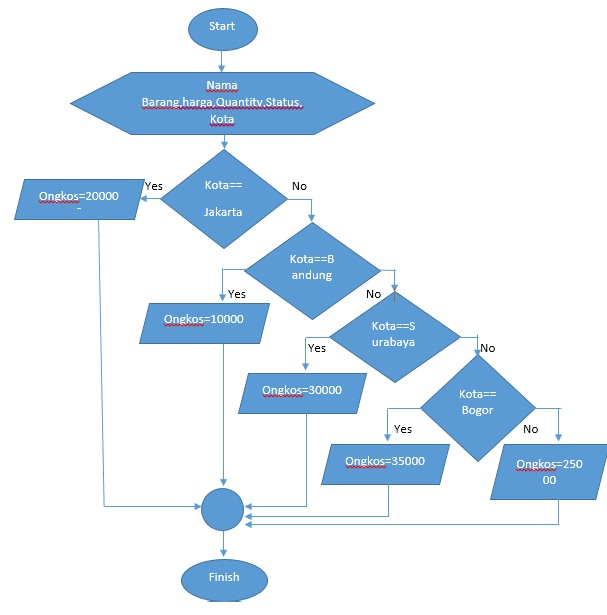 Start
Nama
Barang,harga,Quantity,Status,
Kota
Kota==
Jakarta
Yes
No
Ongkos=20000
Kota==B
andung
Yes
No
Ongkos=10000
Kota==S
urabaya
Yes
No
Ongkos=30000
Kota==
Bogor
Yes
No
Ongkos=35000
Ongkos=250
00
Finish